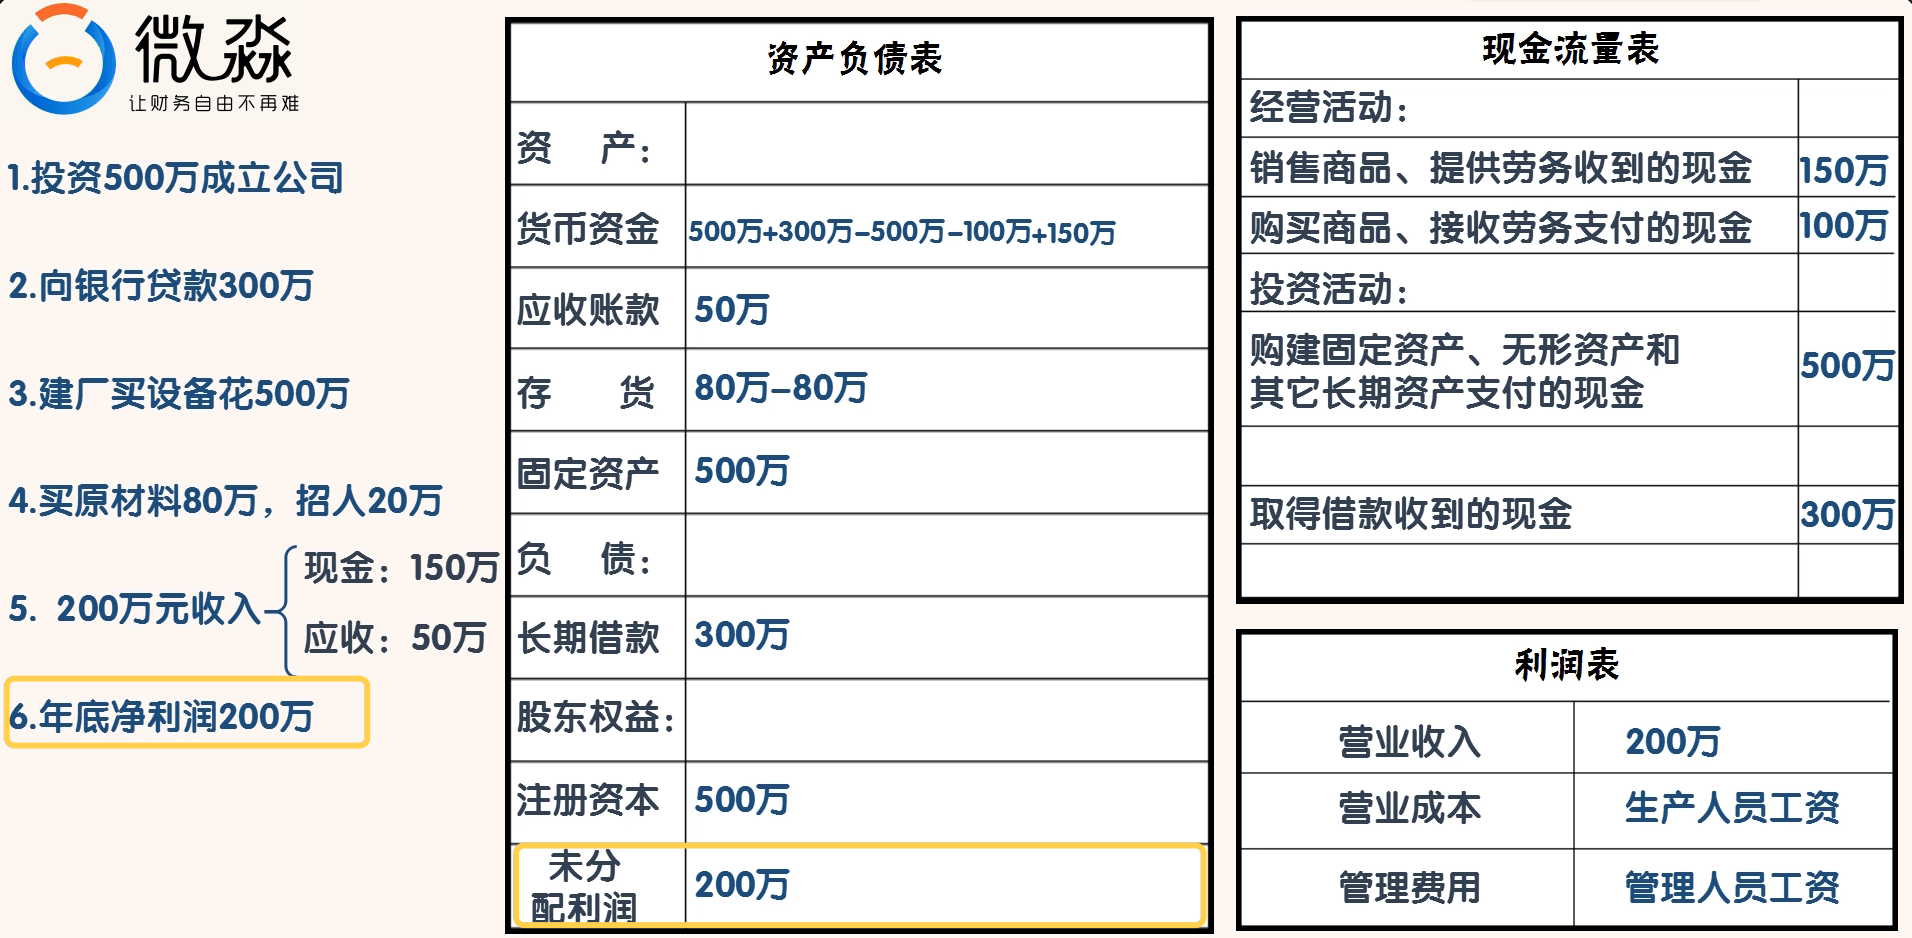 微淼
让财务自由不再难
1.投资500万成立公司
2.向银行贷款300万
3.建厂买设备花500万
4.买原材料80万，招人20万
5. 200万元收入
现金：150万
应收：50万
6.年底净利润200万
资产负债表
资 产：
货币资金 500万+300万-500万-100万+150万
应收账款 50万
存 货 80万-80万
固定资产 500万
负 债：
长期借款 300万
股东权益：
注册资本 500万
未分
配利润 200万
现金流量表
经营活动：
销售商品、提供劳务收到的现金 150万
购买商品、接收劳务支付的现金 100万
投资活动：
购建固定资产、无形资产和
其它长期资产支付的现金 500万
取得借款收到的现金 300万
利润表
营业收入 200万
营业成本 生产人员工资
管理费用 管理人员工资